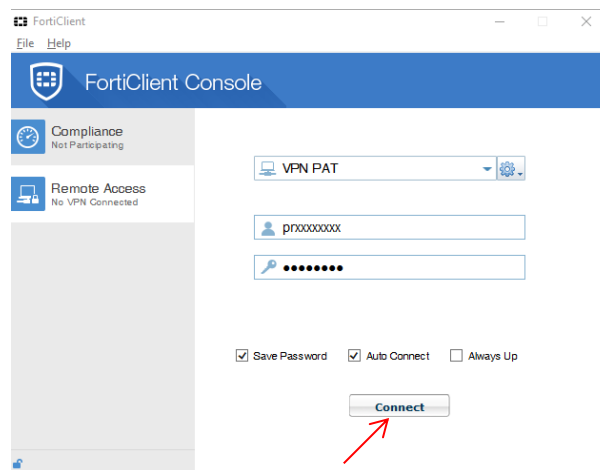 FortiClient
File Help
FortiClient Console
Compliance
Not Participating
Remote Access
No VPN Connected
VPN PAT
prxxxxxxxx
●●●●●●●●
Save Password Auto Connect Always Up
Connect